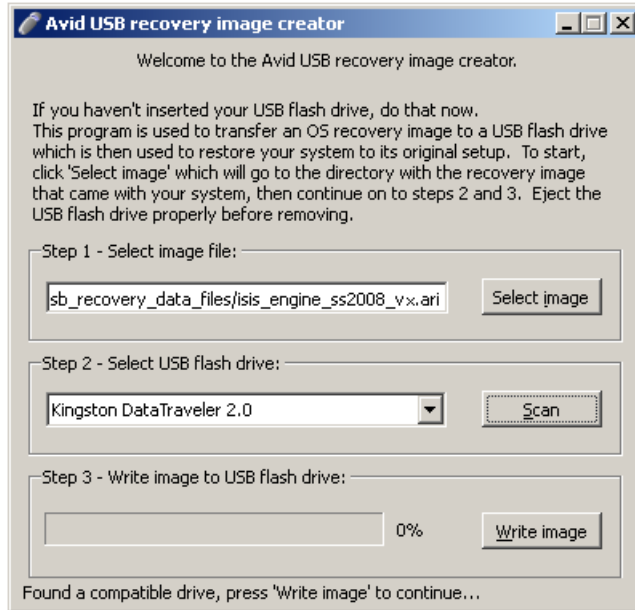 Avid USB recovery image creator
Welcome to the Avid USB recovery image creator.
If you haven't inserted your USB flash drive, do that now.
This program is used to transfer an OS recovery image to a USB flash drive
which is then used to restore your system to its original setup. To start,
click 'Select image' which will go to the directory with the recovery image
that came with your system, then continue on to steps 2 and 3. Eject the
USB flash drive properly before removing.
Step 1 - Select image file:
sb_recovery_data_files/isis_engine_ss2008_vx.ari
Select image
Step 2 - Select USB flash drive:
Kingston DataTraveler 2.0
Scan
Step 3 - Write image to USB flash drive:
0%
Write image
Found a compatible drive, press 'Write image' to continue...